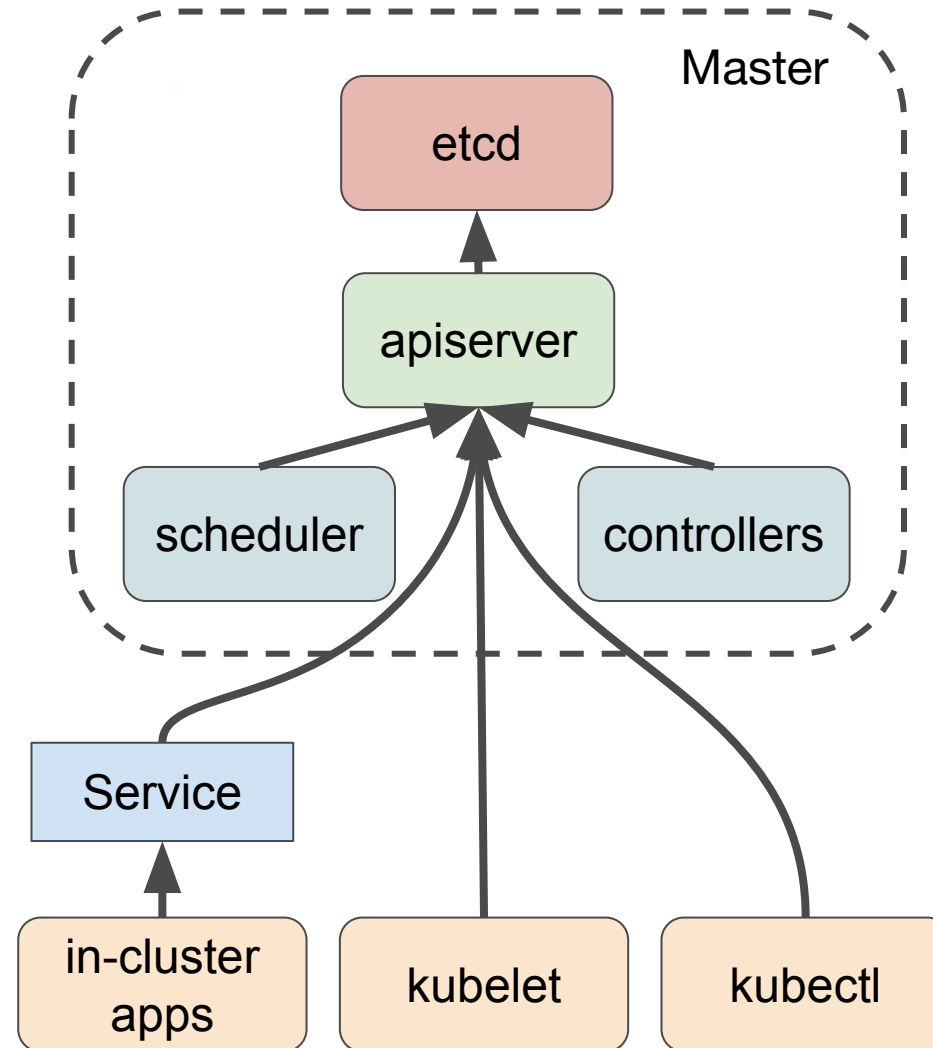 Master
etcd
apiserver
scheduler
controllers
Service
in-cluster
apps
kubelet
kubectl